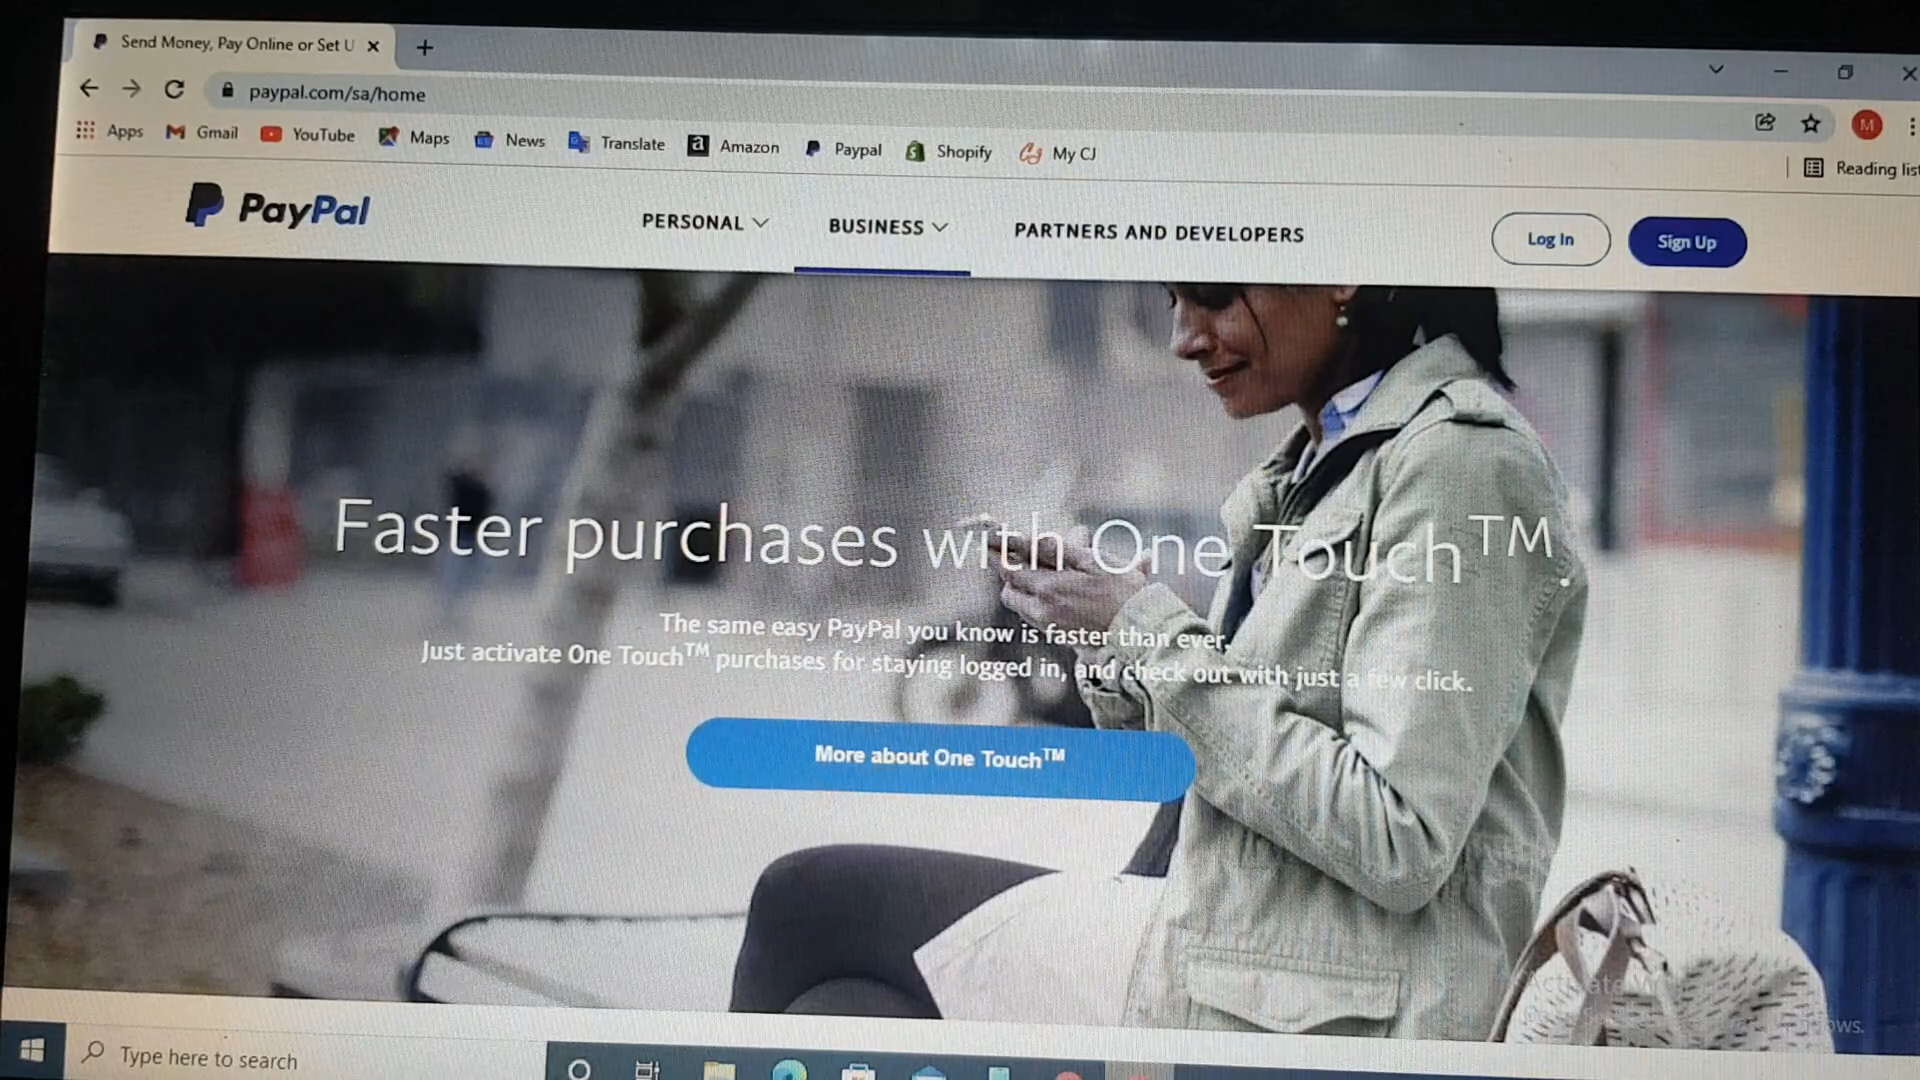 Send Money, Pay Online or Set U
paypal.com/sa/home
M
Apps Gmail YouTube Maps News Translate Amazon Paypal Shopify My CJ
Reading list
PayPal PERSONAL BUSINESS PARTNERS AND DEVELOPERS Log In Sign Up
Faster purchases with One Touch™.
The same easy PayPal you know is faster than ever.
Just activate One Touch™ purchases for staying logged in, and check out with just a few click.
More about One Touch™
Type here to search